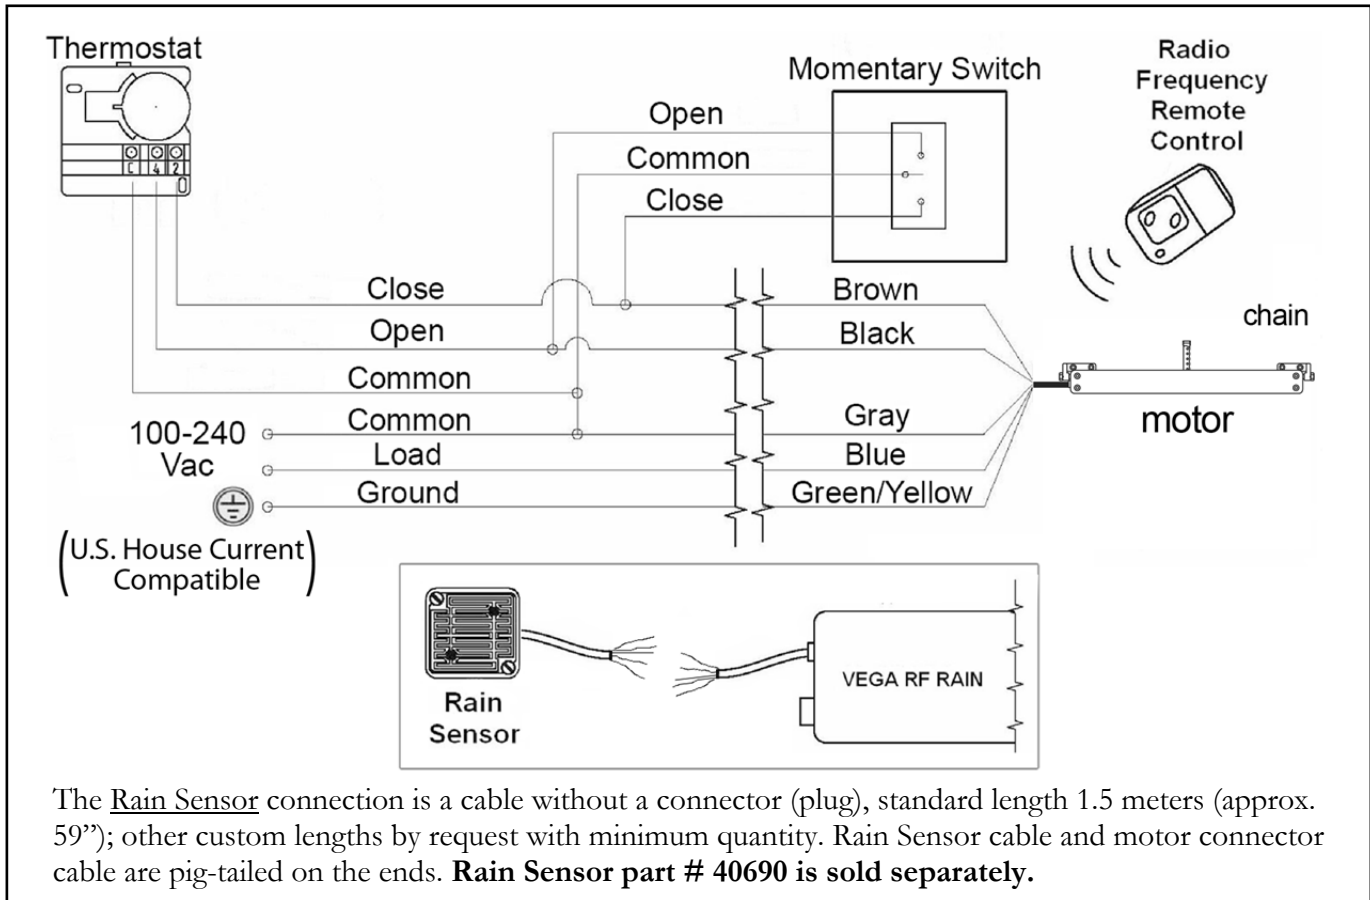 Thermostat
C 4 2
Momentary Switch
Open
Common
Close
Radio
Frequency
Remote
Control
Close
Open
Common
Common
Load
Ground
100-240
Vac
(U.S. House Current
Compatible)
Brown
Black
Gray
Blue
Green/Yellow
chain
motor
Rain
Sensor
VEGA RF RAIN
The Rain Sensor connection is a cable without a connector (plug), standard length 1.5 meters (approx.
59”); other custom lengths by request with minimum quantity. Rain Sensor cable and motor connector
cable are pig-tailed on the ends. Rain Sensor part # 40690 is sold separately.